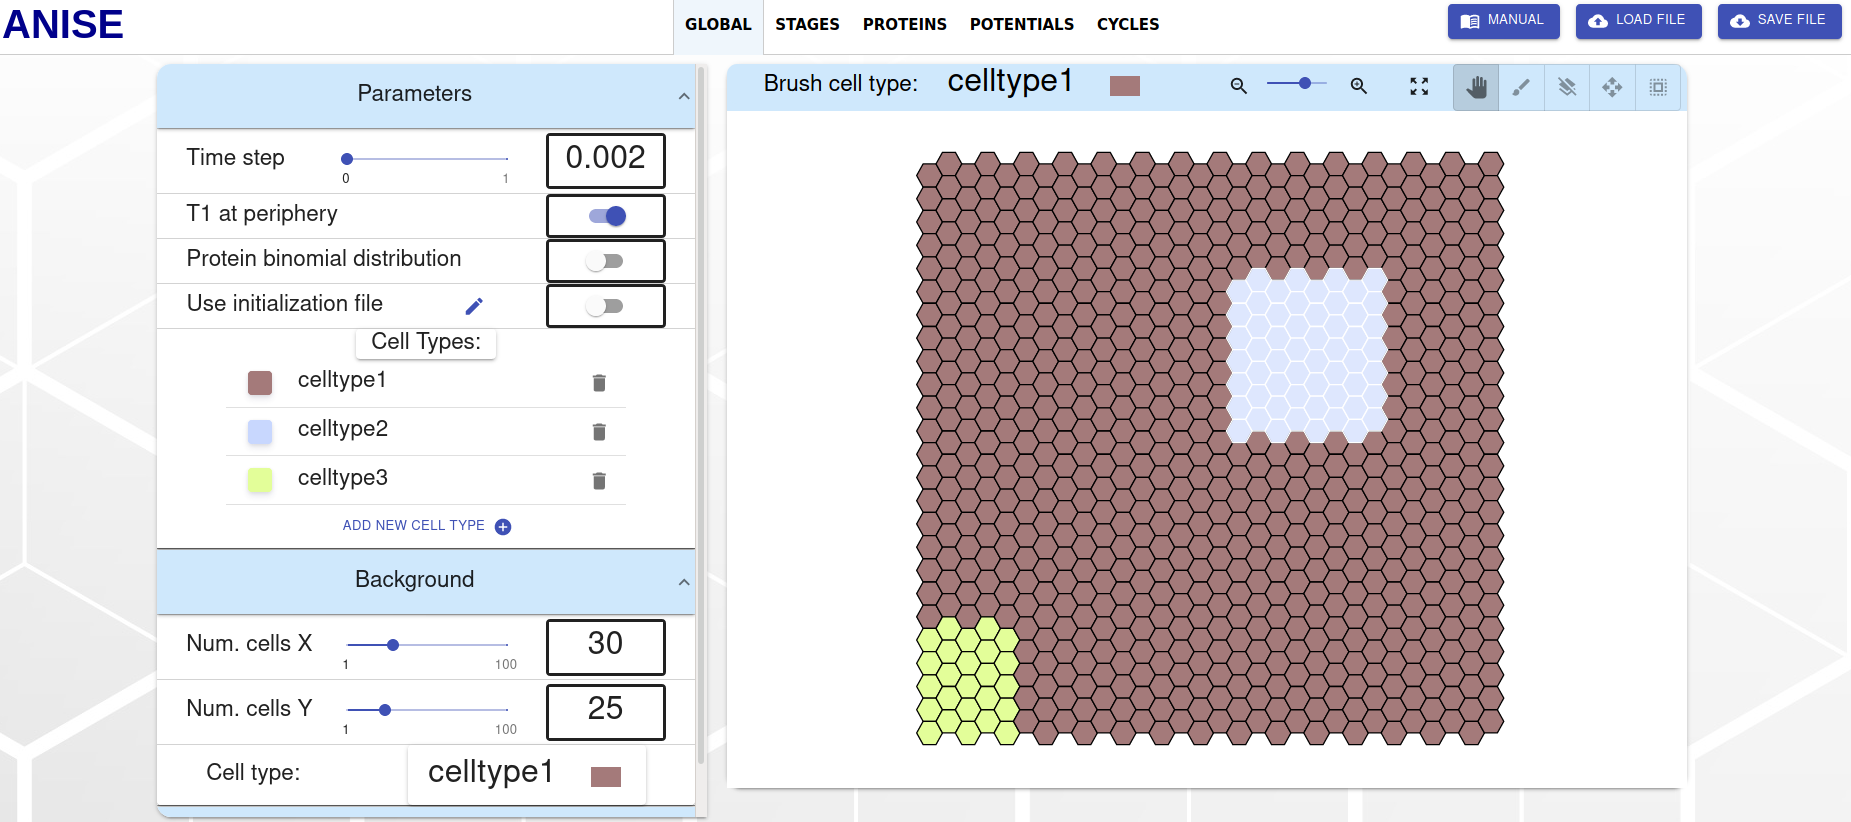 ANISE
GLOBAL STAGES PROTEINS POTENTIALS CYCLES
MANUAL LOAD FILE SAVE FILE
Parameters
Time step 0 1 0.002
T1 at periphery
Protein binomial distribution
Use initialization file
Cell Types:
celltype1
celltype2
celltype3
ADD NEW CELL TYPE
Background
Num. cells X 1 100 30
Num. cells Y 1 100 25
Cell type: celltype1
Brush cell type: celltype1